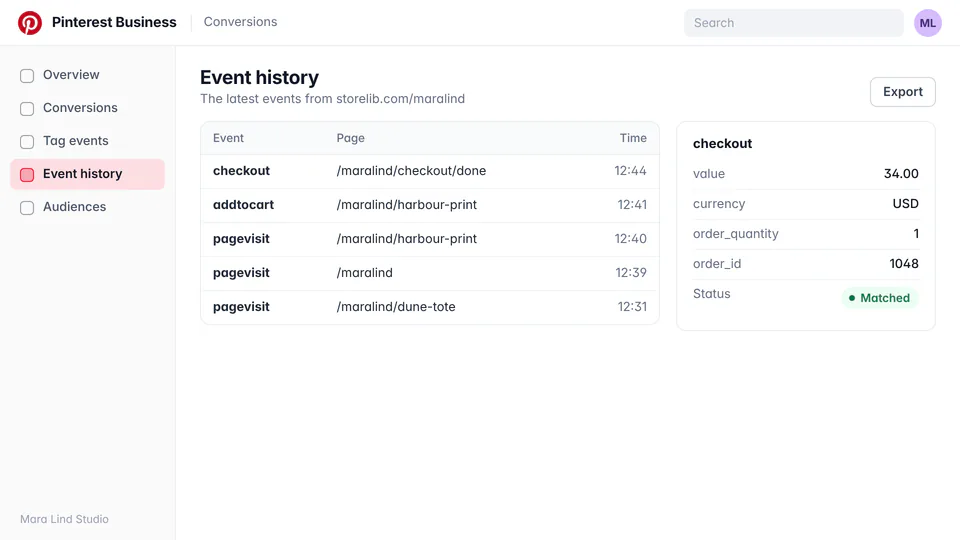 Pinterest Business
Conversions
Search
ML
Overview
Conversions
Tag events
Event history
Audiences
Mara Lind Studio
Event history
The latest events from storelib.com/maralind
Export
Event Page Time
checkout /maralind/checkout/done 12:44
addtocart /maralind/harbour-print 12:41
pagevisit /maralind/harbour-print 12:40
pagevisit /maralind 12:39
pagevisit /maralind/dune-tote 12:31
checkout
value 34.00
currency USD
order_quantity 1
order_id 1048
Status Matched